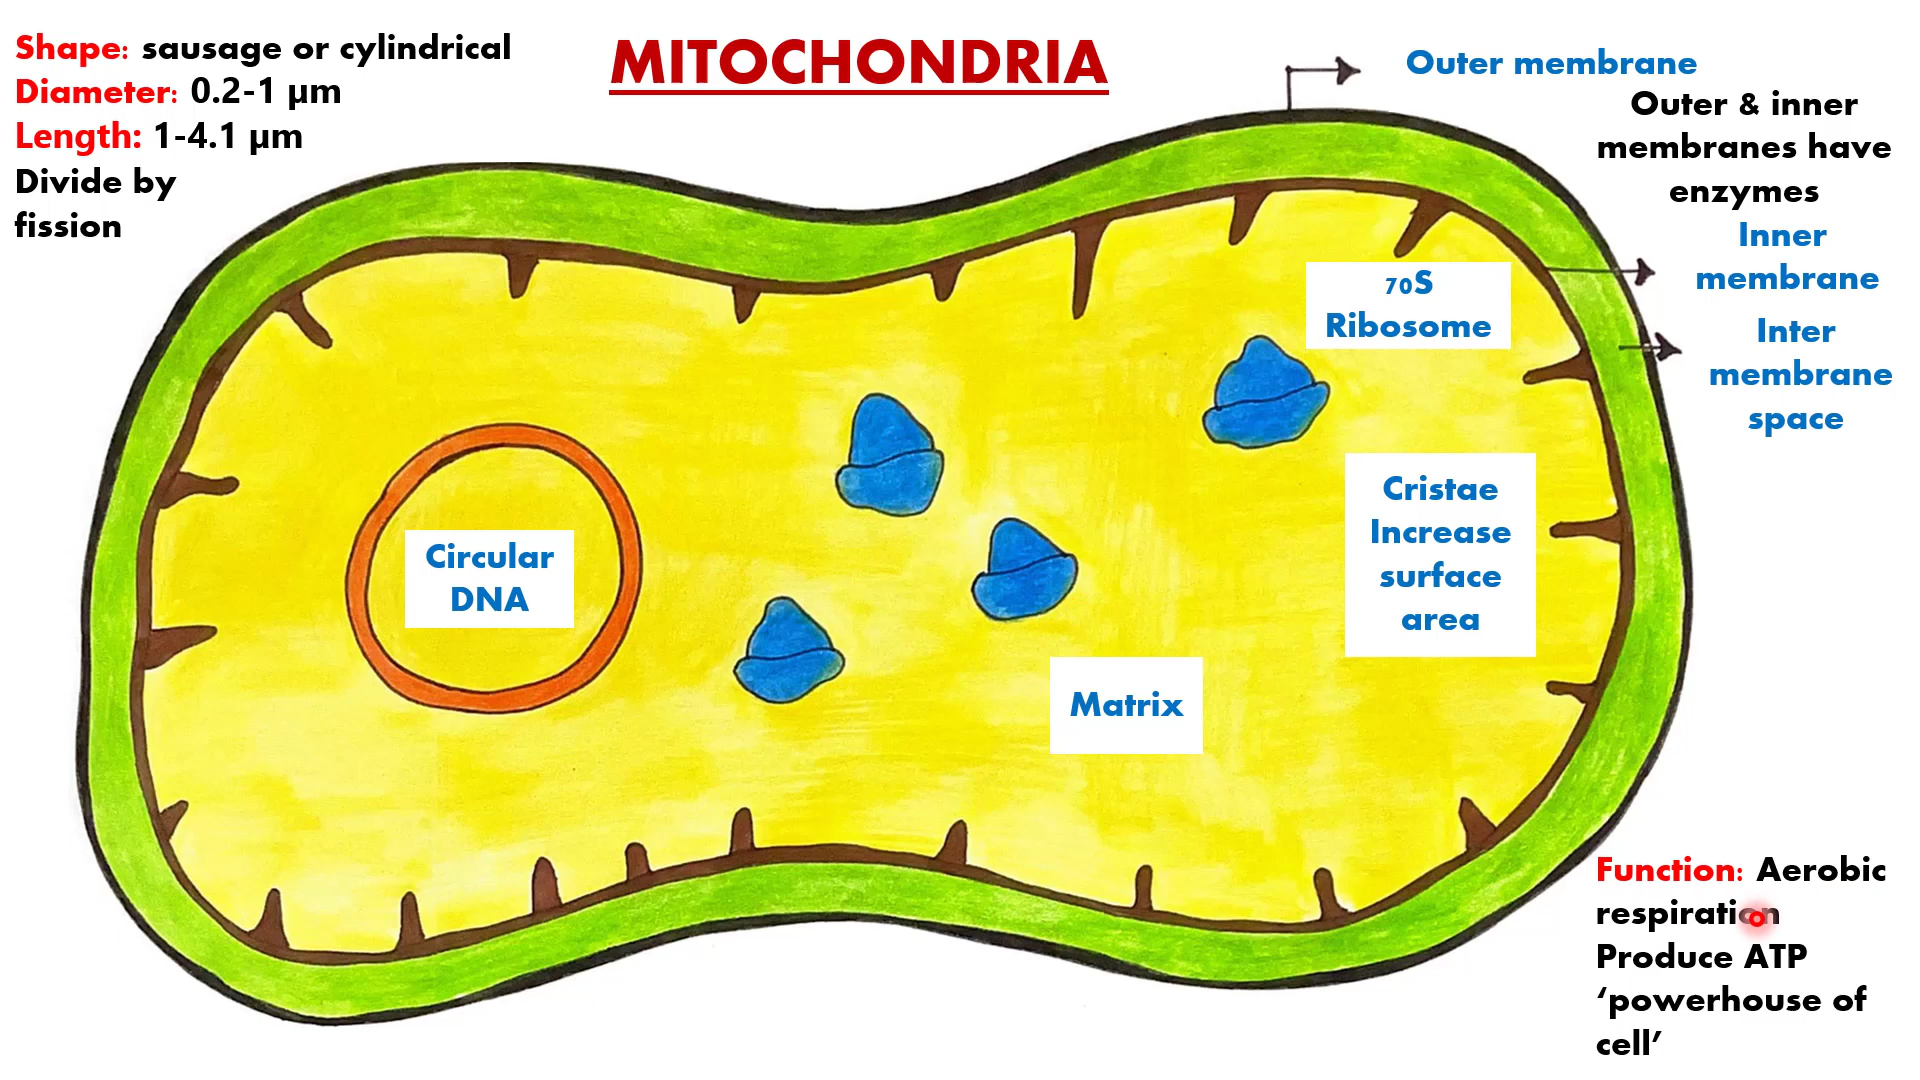 MITOCHONDRIA
Shape: sausage or cylindrical
Diameter: 0.2-1 µm
Length: 1-4.1 µm
Divide by
fission
Outer membrane
Outer & inner
membranes have
enzymes
Inner
membrane
Inter
membrane
space
70S
Ribosome
Cristae
Increase
surface
area
Circular
DNA
Matrix
Function: Aerobic
respiration
Produce ATP
‘powerhouse of
cell’